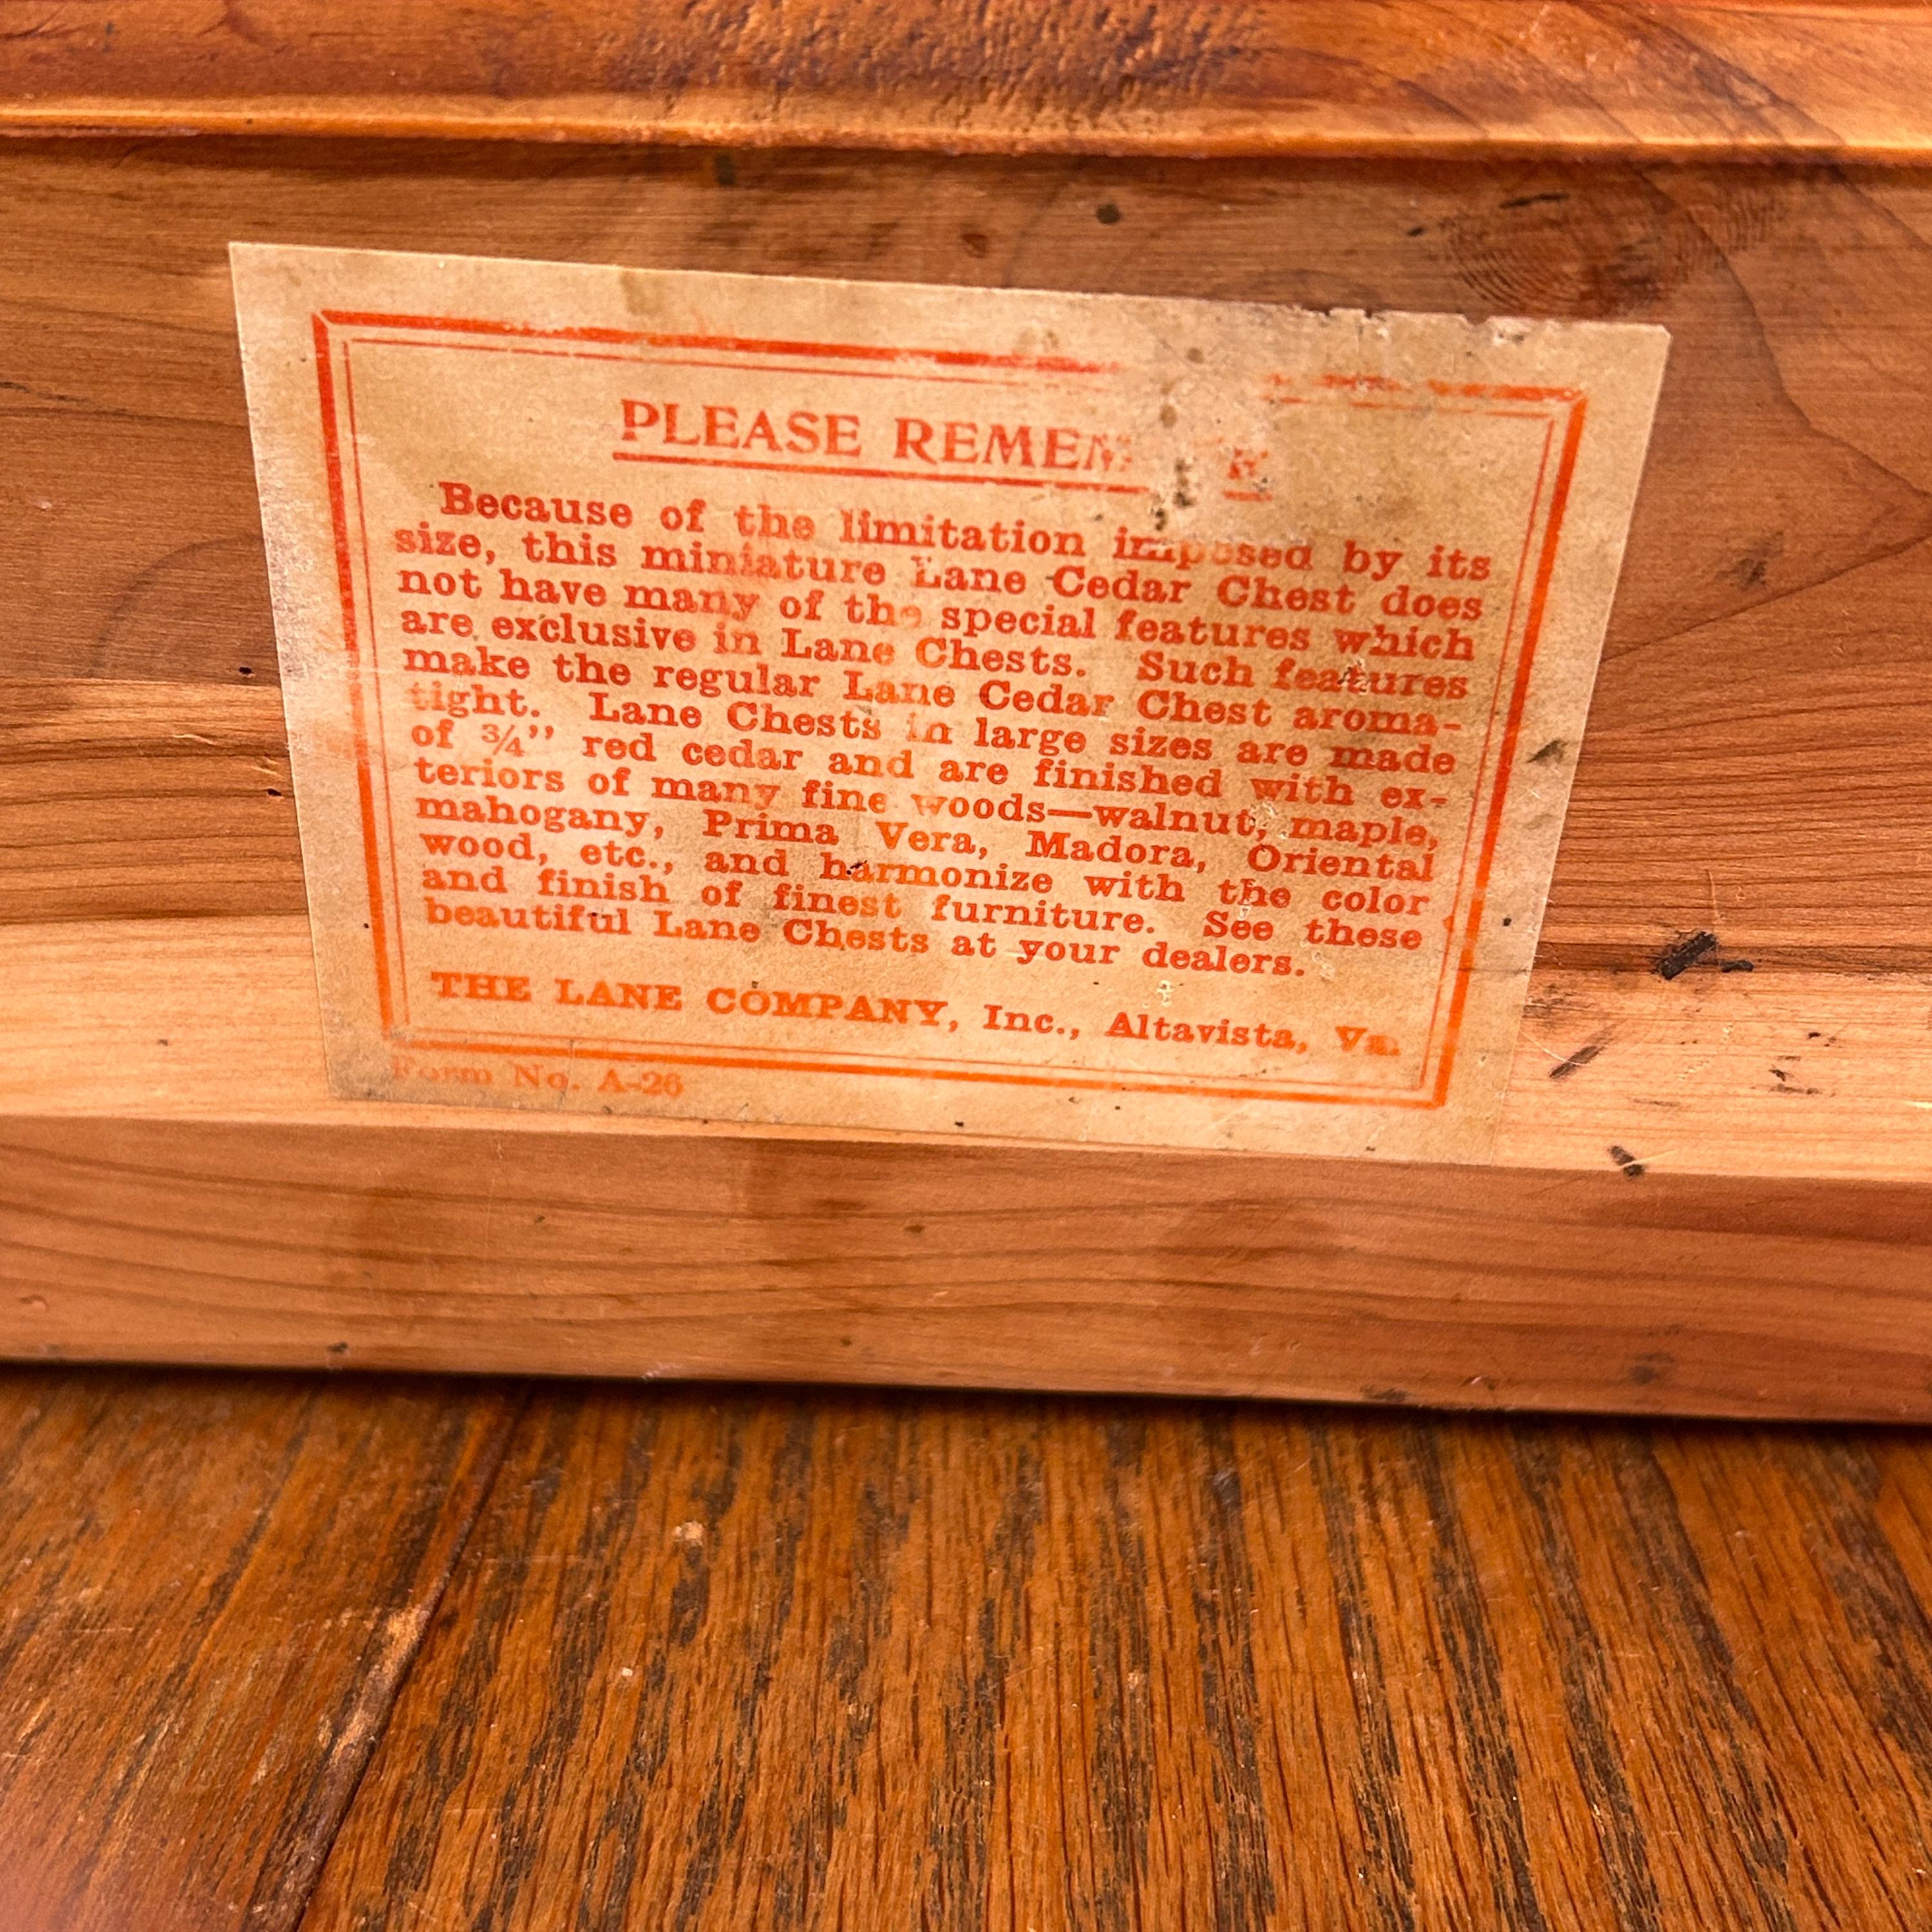 PLEASE
Because of the limitation imposed by its
size, this miniature Lane Cedar Chest does
not have many of the special features which
are exclusive in Lane Chests. Such features
make the regular Lane Cedar Chest aroma-
tight. Lane Chests in large sizes are made
of ¾” red cedar and are finished with ex-
teriors of many fine woods—walnut, maple,
mahogany, Prima Vera, Madora, Oriental
wood, etc., and harmonize with the color
and finish of finest furniture. See these
beautiful Lane Chests at your dealers.
THE LANE COMPANY, Inc., Altavista, Va.
Form No. A-26